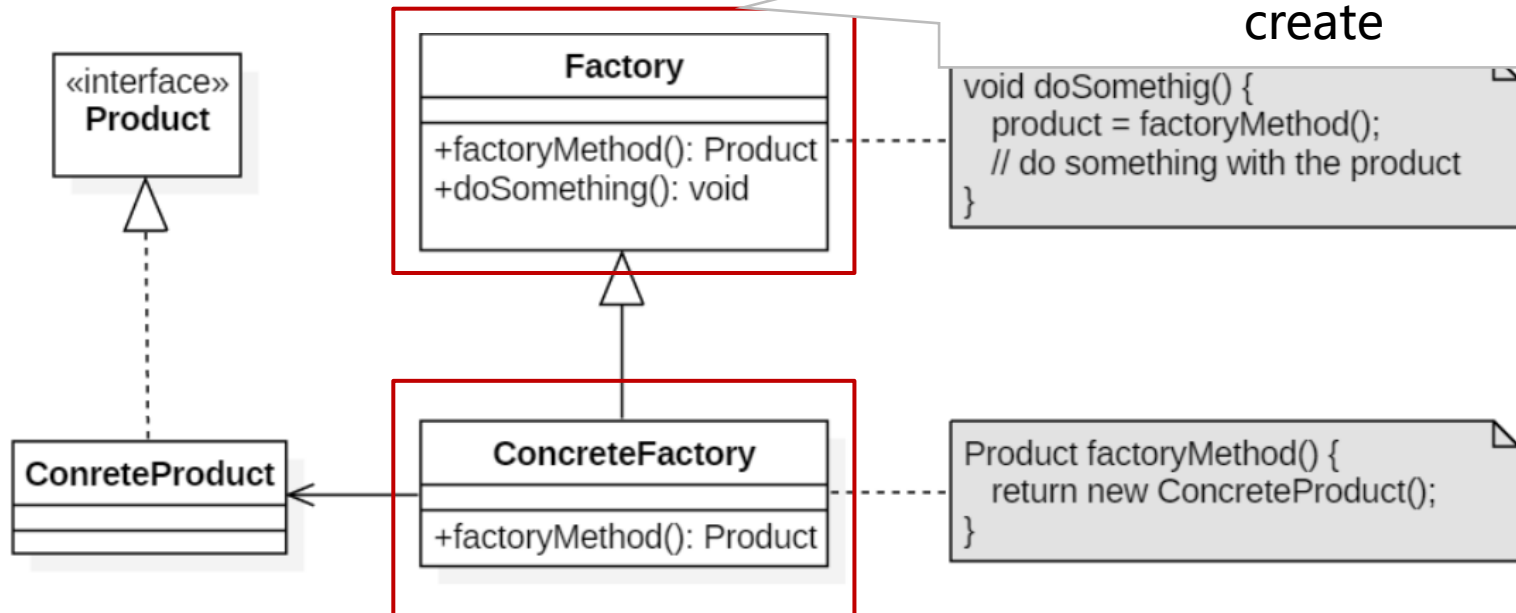 create
«interface»
Product
Factory
+factoryMethod(): Product
+doSomething(): void
void doSomethig() {
product = factoryMethod();
// do something with the product
}
ConreteProduct
ConcreteFactory
+factoryMethod(): Product
Product factoryMethod() {
return new ConcreteProduct();
}